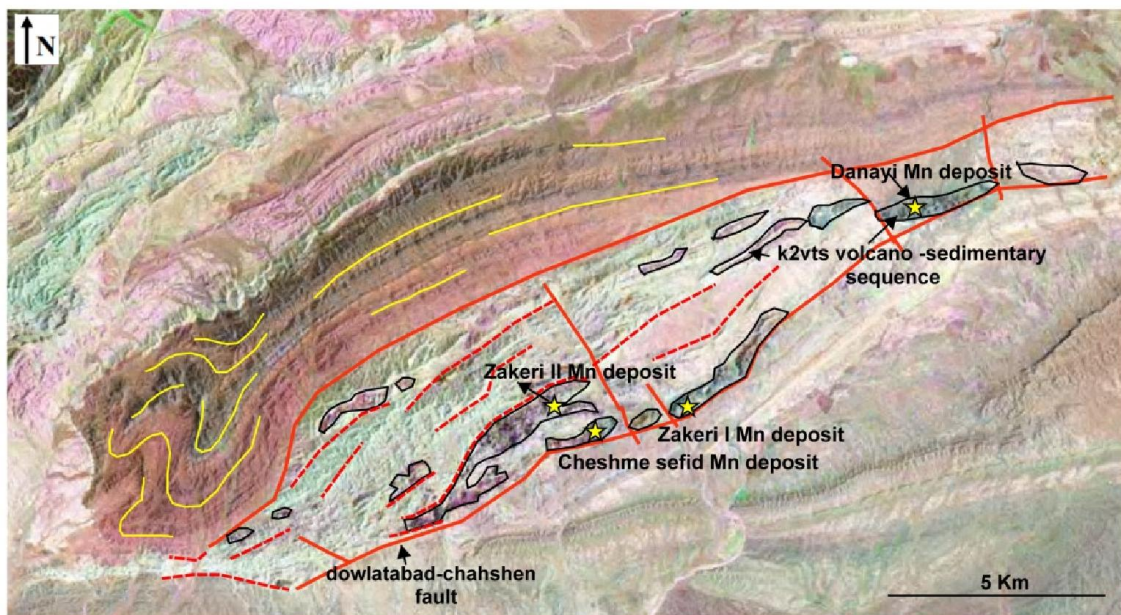 N
Danayi Mn deposit
k2vts volcano -sedimentary
sequence
Zakeri II Mn deposit
Zakeri I Mn deposit
Cheshme sefid Mn deposit
dowlatabad-chahshen
fault
5 Km